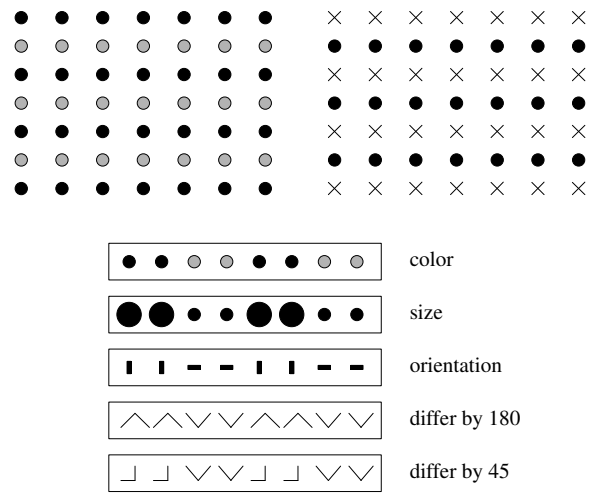 color
size
orientation
differ by 180
differ by 45